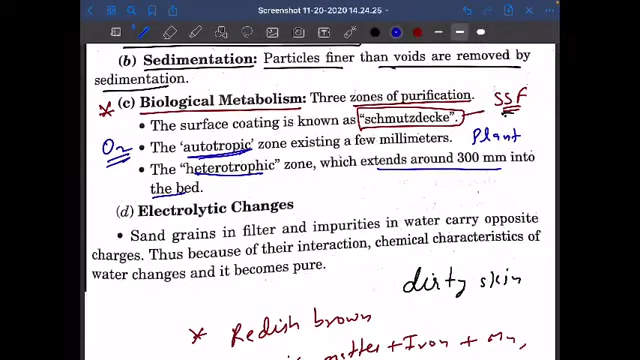 Screenshot 11-20-2020 14.24.25
(b) Sedimentation: Particles finer than voids are removed by
sedimentation.
* (c) Biological Metabolism: Three zones of purification. SSF
• The surface coating is known as "schmutzdecke".
O2 • The 'autotropic' zone existing a few millimeters. Plant
• The "heterotrophic" zone, which extends around 300 mm into
the bed.
(d) Electrolytic Changes
• Sand grains in filter and impurities in water carry opposite
charges. Thus because of their interaction, chemical characteristics of
water changes and it becomes pure.
dirty skin
* Redish brown
matter + Iron + Mn,